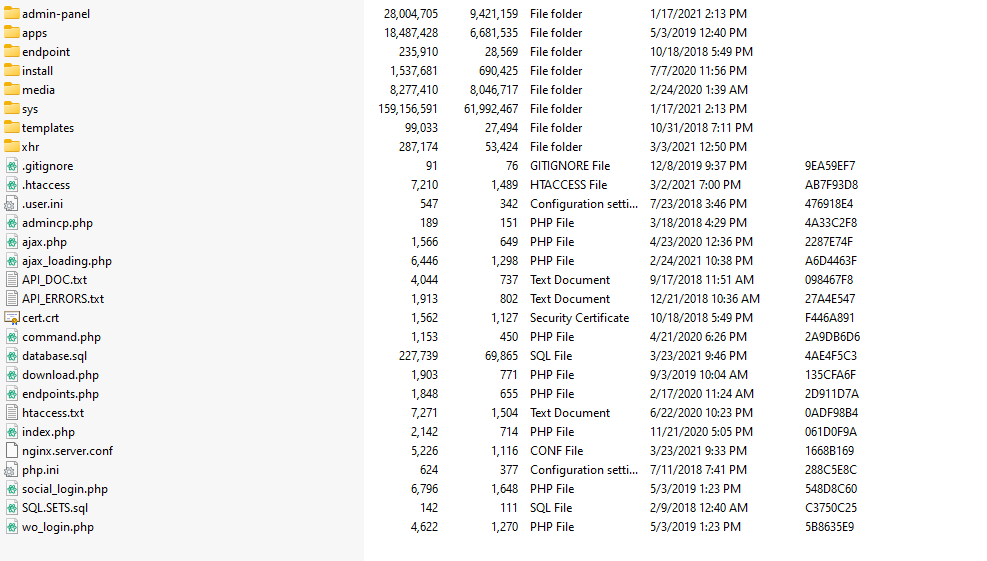 admin-panel 28,004,705 9,421,159 File folder 1/17/2021 2:13 PM
apps 18,487,428 6,681,535 File folder 5/3/2019 12:40 PM
endpoint 235,910 28,569 File folder 10/18/2018 5:49 PM
install 1,537,681 690,425 File folder 7/7/2020 11:56 PM
media 8,277,410 8,046,717 File folder 2/24/2020 1:39 AM
sys 159,156,591 61,992,467 File folder 1/17/2021 2:13 PM
templates 99,033 27,494 File folder 10/31/2018 7:11 PM
xhr 287,174 53,424 File folder 3/3/2021 12:50 PM
.gitignore 91 76 GITIGNORE File 12/8/2019 9:37 PM 9EA59EF7
.htaccess 7,210 1,489 HTACCESS File 3/2/2021 7:00 PM AB7F93D8
.user.ini 547 342 Configuration setti... 7/23/2018 3:46 PM 476918E4
admincp.php 189 151 PHP File 3/18/2018 4:29 PM 4A33C2F8
ajax.php 1,566 649 PHP File 4/23/2020 12:36 PM 2287E74F
ajax_loading.php 6,446 1,298 PHP File 2/24/2021 10:38 PM A6D4463F
API_DOC.txt 4,044 737 Text Document 9/17/2018 11:51 AM 098467F8
API_ERRORS.txt 1,913 802 Text Document 12/21/2018 10:36 AM 27A4E547
cert.crt 1,562 1,127 Security Certificate 10/18/2018 5:49 PM F446A891
command.php 1,153 450 PHP File 4/21/2020 6:26 PM 2A9DB6D6
database.sql 227,739 69,865 SQL File 3/23/2021 9:46 PM 4AE4F5C3
download.php 1,903 771 PHP File 9/3/2019 10:04 AM 135CFA6F
endpoints.php 1,848 655 PHP File 2/17/2020 11:24 AM 2D911D7A
htaccess.txt 7,271 1,504 Text Document 6/22/2020 10:23 PM 0ADF98B4
index.php 2,142 714 PHP File 11/21/2020 5:05 PM 061D0F9A
nginx.server.conf 5,226 1,116 CONF File 3/23/2021 9:33 PM 1668B169
php.ini 624 377 Configuration setti... 7/11/2018 7:41 PM 288C5E8C
social_login.php 6,796 1,648 PHP File 5/3/2019 1:23 PM 548D8C60
SQL.SETS.sql 142 111 SQL File 2/9/2018 12:40 AM C3750C25
wo_login.php 4,622 1,270 PHP File 5/3/2019 1:23 PM 5B8635E9